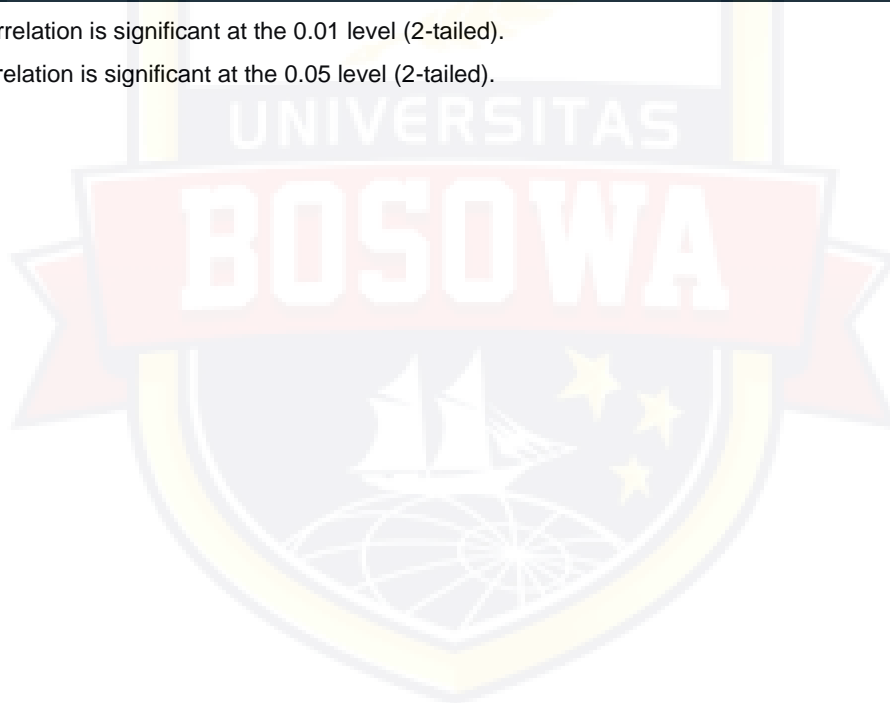 rrelation is significant at the 0.01 level (2-tailed).
relation is significant at the 0.05 level (2-tailed).
UNIVERSITAS
BOSOWA